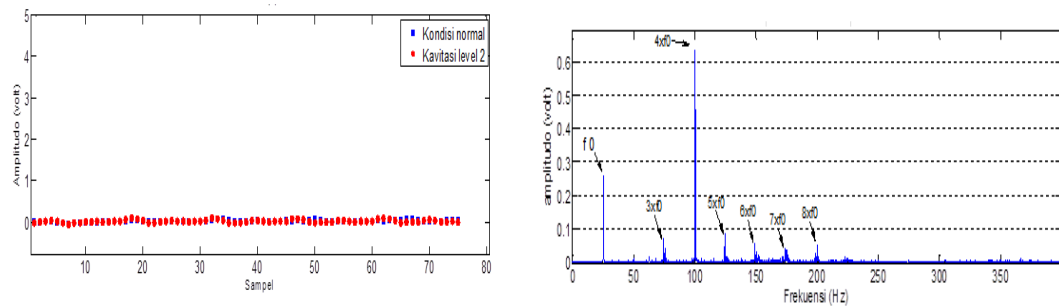 5
4
3
2
1
0
Amplitudo (volt)
Kondisi normal
Kavitasi level 2
10
20
30
40
50
60
70
80
Sampel
0.6
0.5
0.4
0.3
0.2
0.1
0
amplitudo (volt)
f 0
3xf0
4xf0
5xf0
6xf0
7xf0
8xf0
0
50
100
150
200
250
300
350
Frekuensi (Hz)